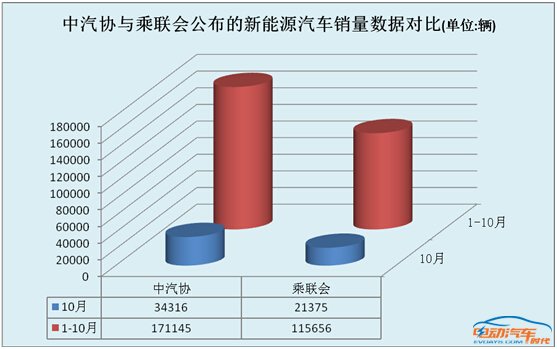 中汽协与乘联会公布的新能源汽车销量数据对比(单位:辆)
180000
160000
140000
120000
100000
80000
60000
40000
20000
0
1-10月
10月
中汽协 乘联会
10月 34316 21375
1-10月 171145 115656
电动汽车时代
EVDAYS.COM